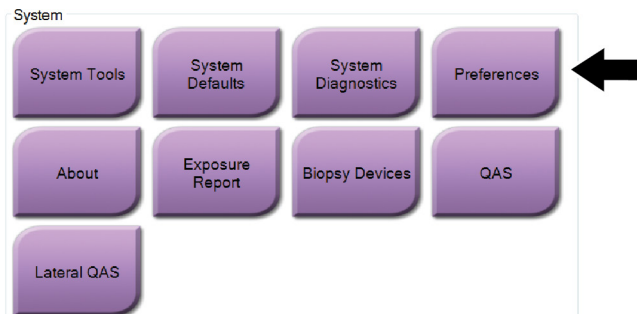 System
System Tools
System
Defaults
System
Diagnostics
Preferences
About
Exposure
Report
Biopsy Devices
QAS
Lateral QAS